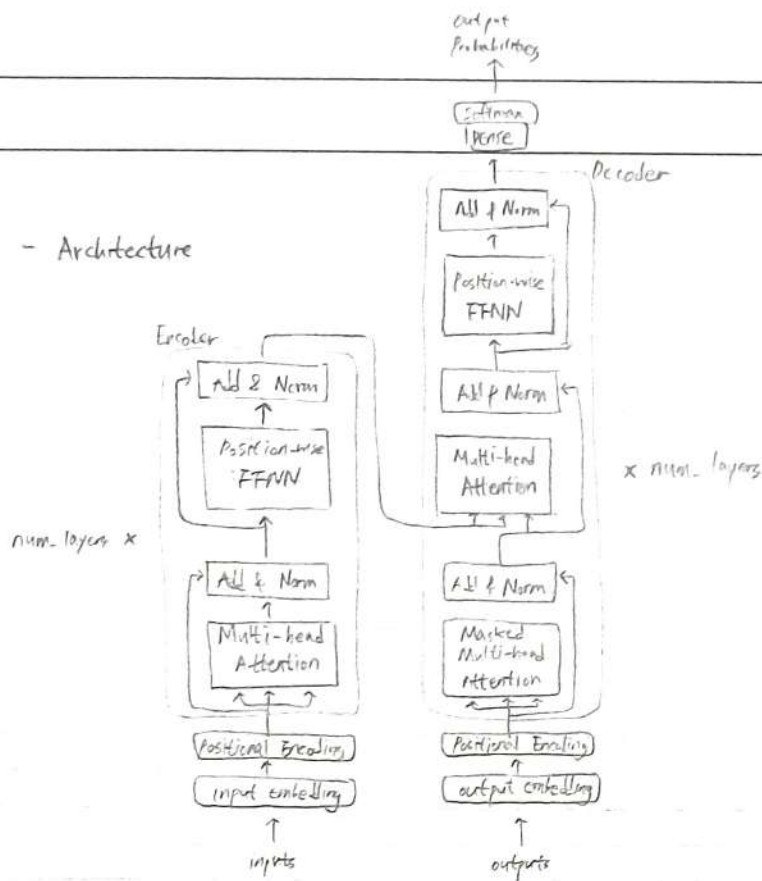 output
Probabilities
Softmax
Dense
Decoder
Add & Norm
Position-wise
FFNN
Add & Norm
Multi-head
Attention
× num_layers
Add & Norm
Masked
Multi-head
Attention
Positional Encoding
output embedding
outputs
- Architecture
Encoder
Add & Norm
Position-wise
FFNN
num_layers ×
Add & Norm
Multi-head
Attention
Positional Encoding
input embedding
inputs